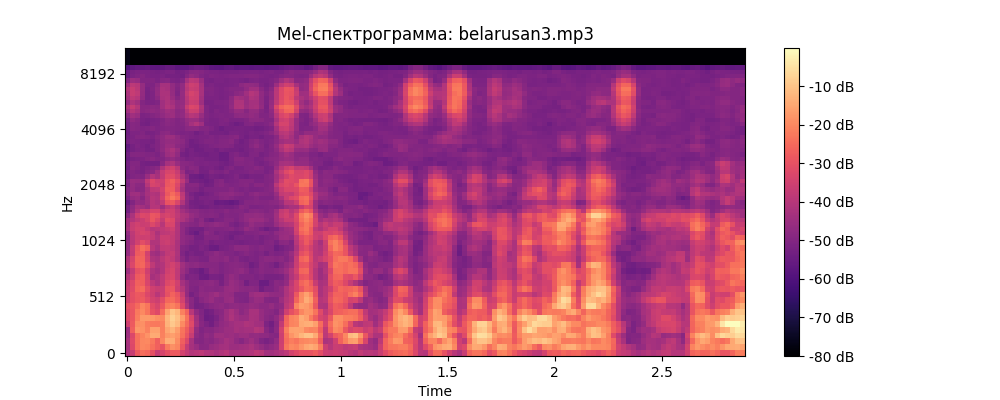 Mel-спектрограмма: belarusan3.mp3
8192
4096
2048
1024
512
0
Hz
0
0.5
1
1.5
2
2.5
Time
-10 dB
-20 dB
-30 dB
-40 dB
-50 dB
-60 dB
-70 dB
-80 dB